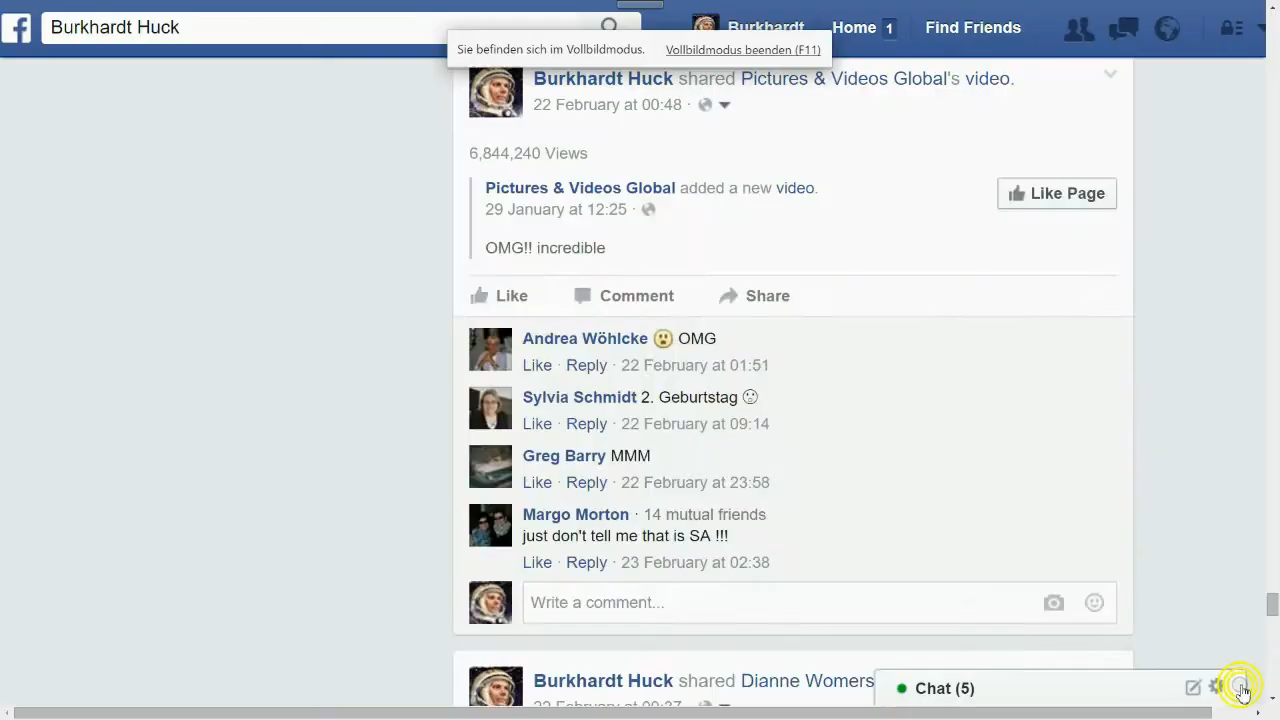 Burkhardt Huck
Burkhardt Home 1 Find Friends
Sie befinden sich im Vollbildmodus. Vollbildmodus beenden (F11)
Burkhardt Huck shared Pictures & Videos Global's video.
22 February at 00:48 ·
6,844,240 Views
Pictures & Videos Global added a new video.
29 January at 12:25 ·
Like Page
OMG!! incredible
Like Comment Share
Andrea Wöhlcke 😮 OMG
Like · Reply · 22 February at 01:51
Sylvia Schmidt 2. Geburtstag 🙁
Like · Reply · 22 February at 09:14
Greg Barry MMM
Like · Reply · 22 February at 23:58
Margo Morton · 14 mutual friends
just don't tell me that is SA !!!
Like · Reply · 23 February at 02:38
Write a comment...
Burkhardt Huck shared Dianne Womers
22 February at 00:37 ·
Chat (5)